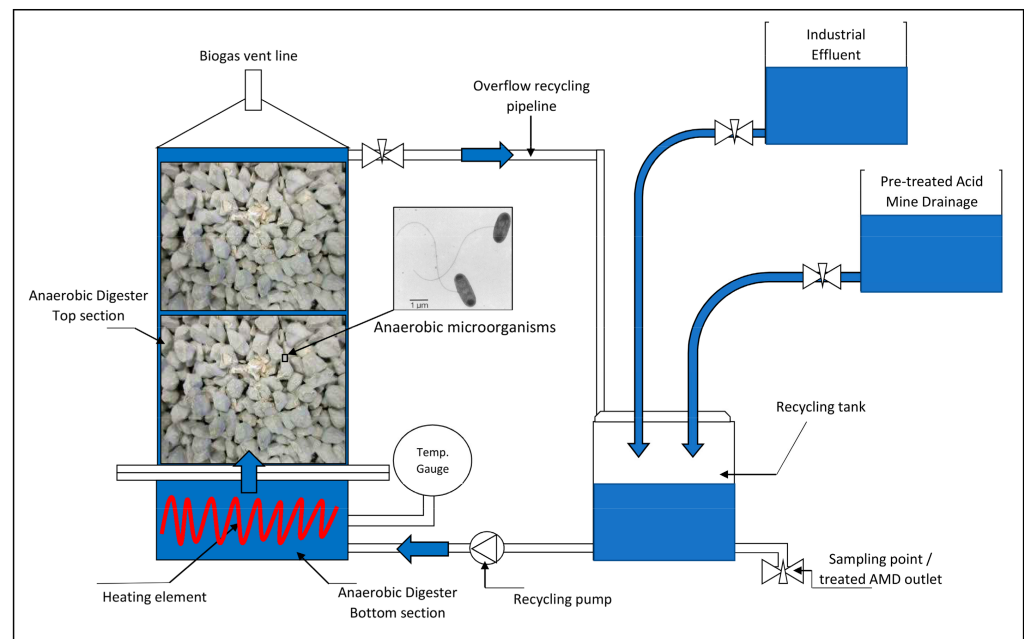 Biogas vent line
Overflow recycling
pipeline
Industrial
Effluent
Pre-treated Acid
Mine Drainage
Anaerobic Digester
Top section
1 μm
Anaerobic microorganisms
Temp.
Gauge
Recycling tank
Heating element
Anaerobic Digester
Bottom section
Recycling pump
Sampling point /
treated AMD outlet